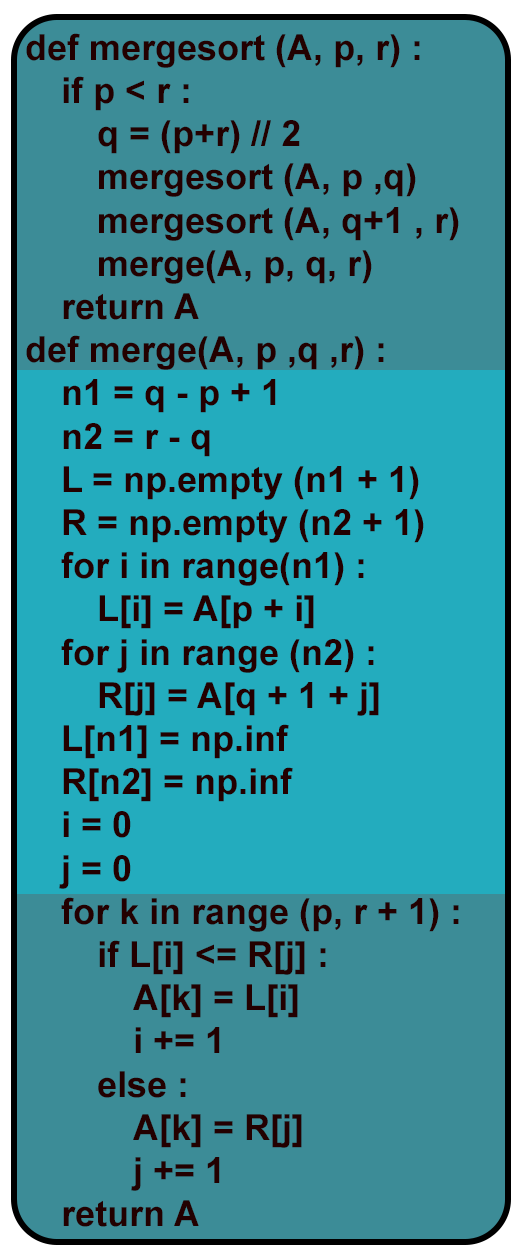 def mergesort (A, p, r) :
if p < r :
q = (p+r) // 2
mergesort (A, p ,q)
mergesort (A, q+1 , r)
merge(A, p, q, r)
return A
def merge(A, p ,q ,r) :
n1 = q - p + 1
n2 = r - q
L = np.empty (n1 + 1)
R = np.empty (n2 + 1)
for i in range(n1) :
L[i] = A[p + i]
for j in range (n2) :
R[j] = A[q + 1 + j]
L[n1] = np.inf
R[n2] = np.inf
i = 0
j = 0
for k in range (p, r + 1) :
if L[i] <= R[j] :
A[k] = L[i]
i += 1
else :
A[k] = R[j]
j += 1
return A